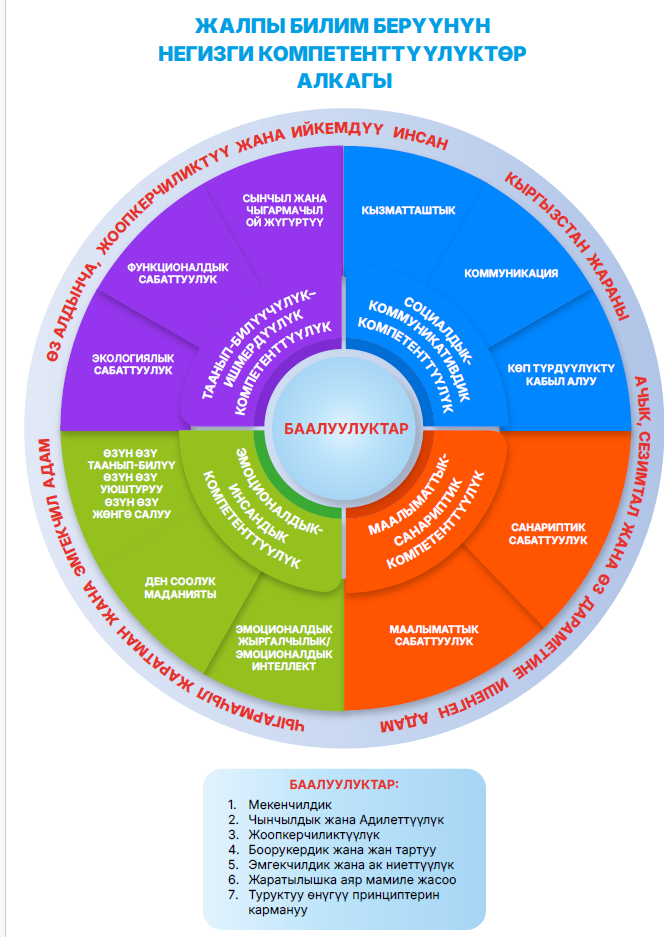 ЖАЛПЫ БИЛИМ БЕРҮҮНҮН
НЕГИЗГИ КОМПЕТЕНТТҮҮЛҮКТӨР
АЛКАГЫ
ӨЗ АЛДЫНЧА, ЖООПКЕРЧИЛИКТҮҮ ЖАНА ИЙКЕМДҮҮ ИНСАН
КЫРГЫЗСТАН ЖАРАНЫ
АЧЫК, СЕЗИМТАЛ ЖАНА ӨЗ ДАРАМЕТИНЕ ИШЕНГЕН АДАМ
ЧЫГАРМАЧЫЛ ЖАРАТМАН ЖАНА ЭМГЕКЧИЛ АДАМ
СЫНЧЫЛ ЖАНА
ЧЫГАРМАЧЫЛ
ОЙ ЖҮГҮРТҮҮ
ФУНКЦИОНАЛДЫК
САБАТТУУЛУК
ЭКОЛОГИЯЛЫК
САБАТТУУЛУК
ТААНЫП-БИЛҮҮЧҮЛҮК–
ИШМЕРДҮҮЛҮК
КОМПЕТЕНТТҮҮЛҮК
КЫЗМАТТАШТЫК
КОММУНИКАЦИЯ
КӨП ТҮРДҮҮЛҮКТҮ
КАБЫЛ АЛУУ
СОЦИАЛДЫК-
КОММУНИКАТИВДИК
КОМПЕТЕНТТҮҮЛҮК
БААЛУУЛУКТАР
ӨЗҮН ӨЗҮ
ТААНЫП-БИЛҮҮ
ӨЗҮН ӨЗҮ
УЮШТУРУУ
ӨЗҮН ӨЗҮ
ЖӨНГӨ САЛУУ
ДЕН СООЛУК
МАДАНИЯТЫ
ЭМОЦИОНАЛДЫК
ЖЫРГАЛЧЫЛЫК/
ЭМОЦИОНАЛДЫК
ИНТЕЛЛЕКТ
ЭМОЦИОНАЛДЫК-
ИНСАНДЫК
КОМПЕТЕНТТҮҮЛҮК
МААЛЫМАТТЫК-
САНАРИПТИК
КОМПЕТЕНТТҮҮЛҮК
САНАРИПТИК
САБАТТУУЛУК
МААЛЫМАТТЫК
САБАТТУУЛУК
БААЛУУЛУКТАР:
1. Мекенчилдик
2. Чынчылдык жана Адилеттүүлүк
3. Жоопкерчиликтүүлүк
4. Боорукердик жана жан тартуу
5. Эмгекчилдик жана ак ниеттүүлүк
6. Жаратылышка аяр мамиле жасоо
7. Туруктуу өнүгүү принциптерин
кармануу